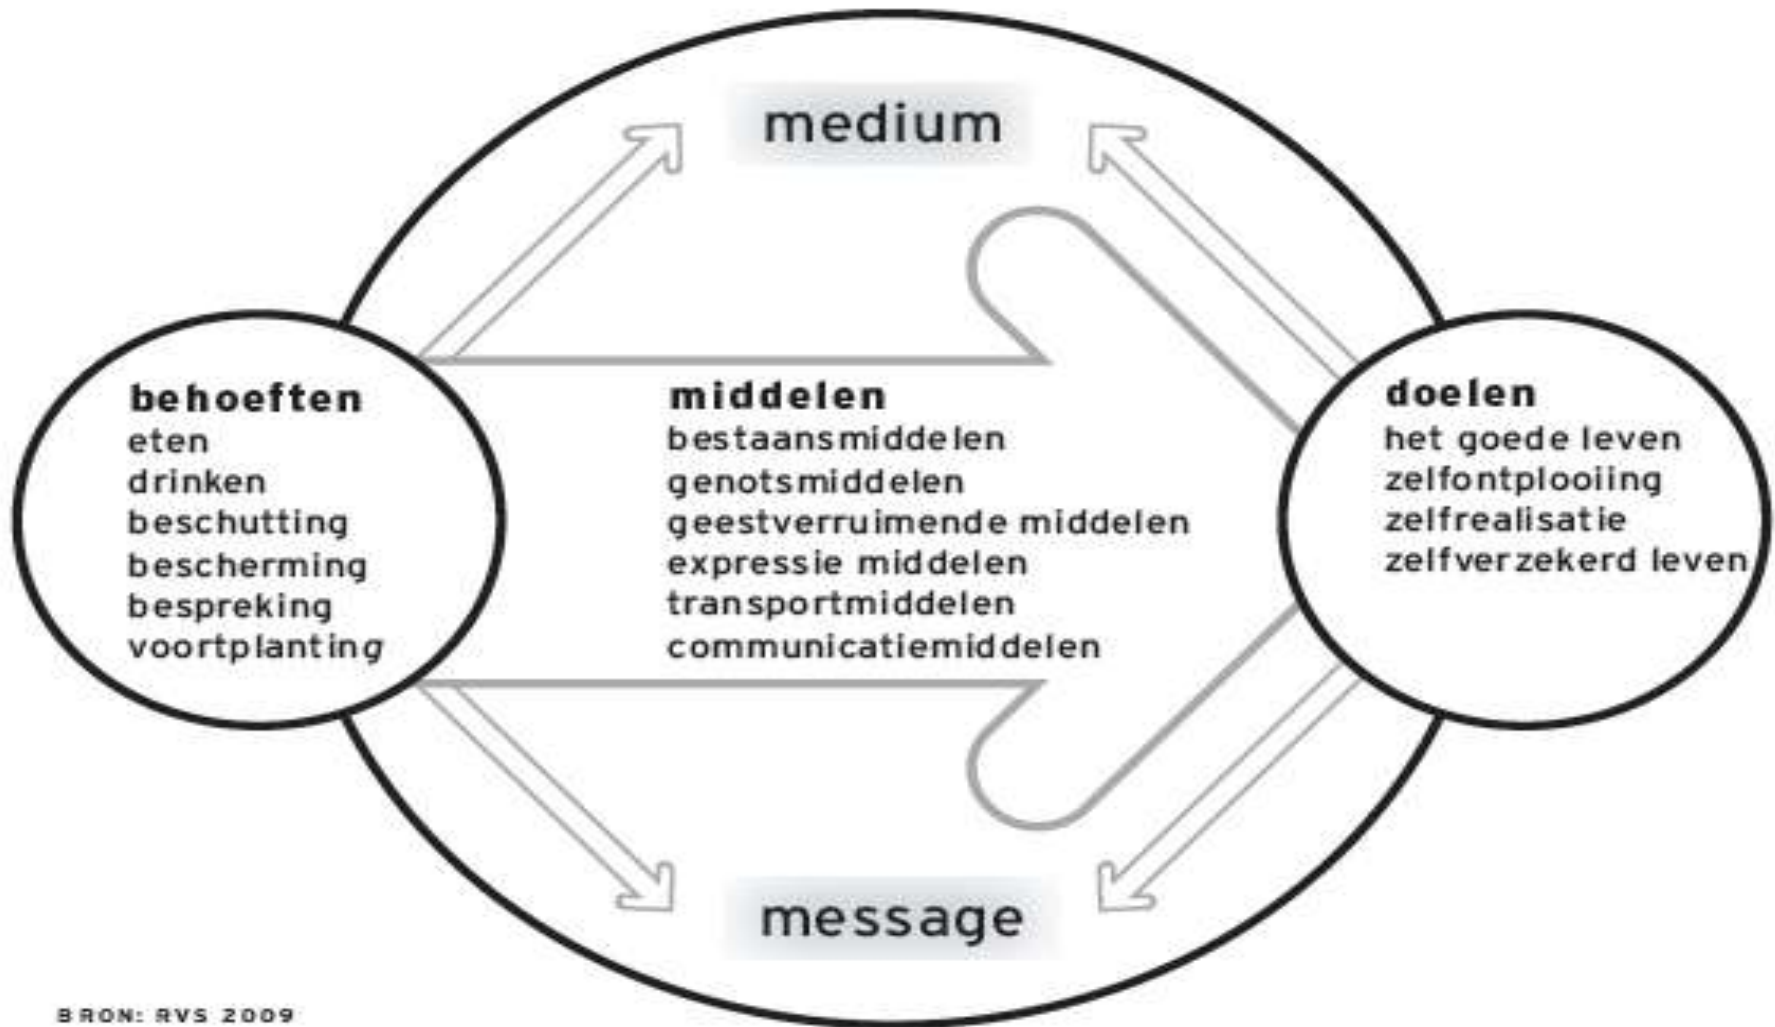 medium
behoeften
eten
drinken
beschutting
bescherming
bespreking
voortplanting
middelen
bestaansmiddelen
genotsmiddelen
geestverruimende middelen
expressie middelen
transportmiddelen
communicatiemiddelen
doelen
het goede leven
zelfontplooiing
zelfrealisatie
zelfverzekerd leven
message
BRON: RVS 2009